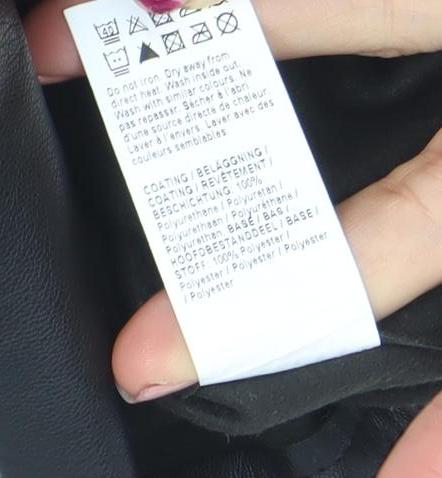 40
Do not iron. Dry away from
direct heat. Wash inside out.
Wash with similar colours. Ne
pas repasser. Sécher à l'abri
d'une source directe de chaleur.
Laver à l'envers. Laver avec des
couleurs semblables.
COATING / BELÄGGNING /
COATING / REVÊTEMENT /
BESCHICHTUNG: 100%
Polyurethane / Polyuretan /
Polyurethaan / Polyuréthane /
Polyurethan. BASE / BAS /
HOOFDBESTANDDEEL / BASE /
STOFF: 100% Polyester /
Polyester / Polyester / Polyester
/ Polyester